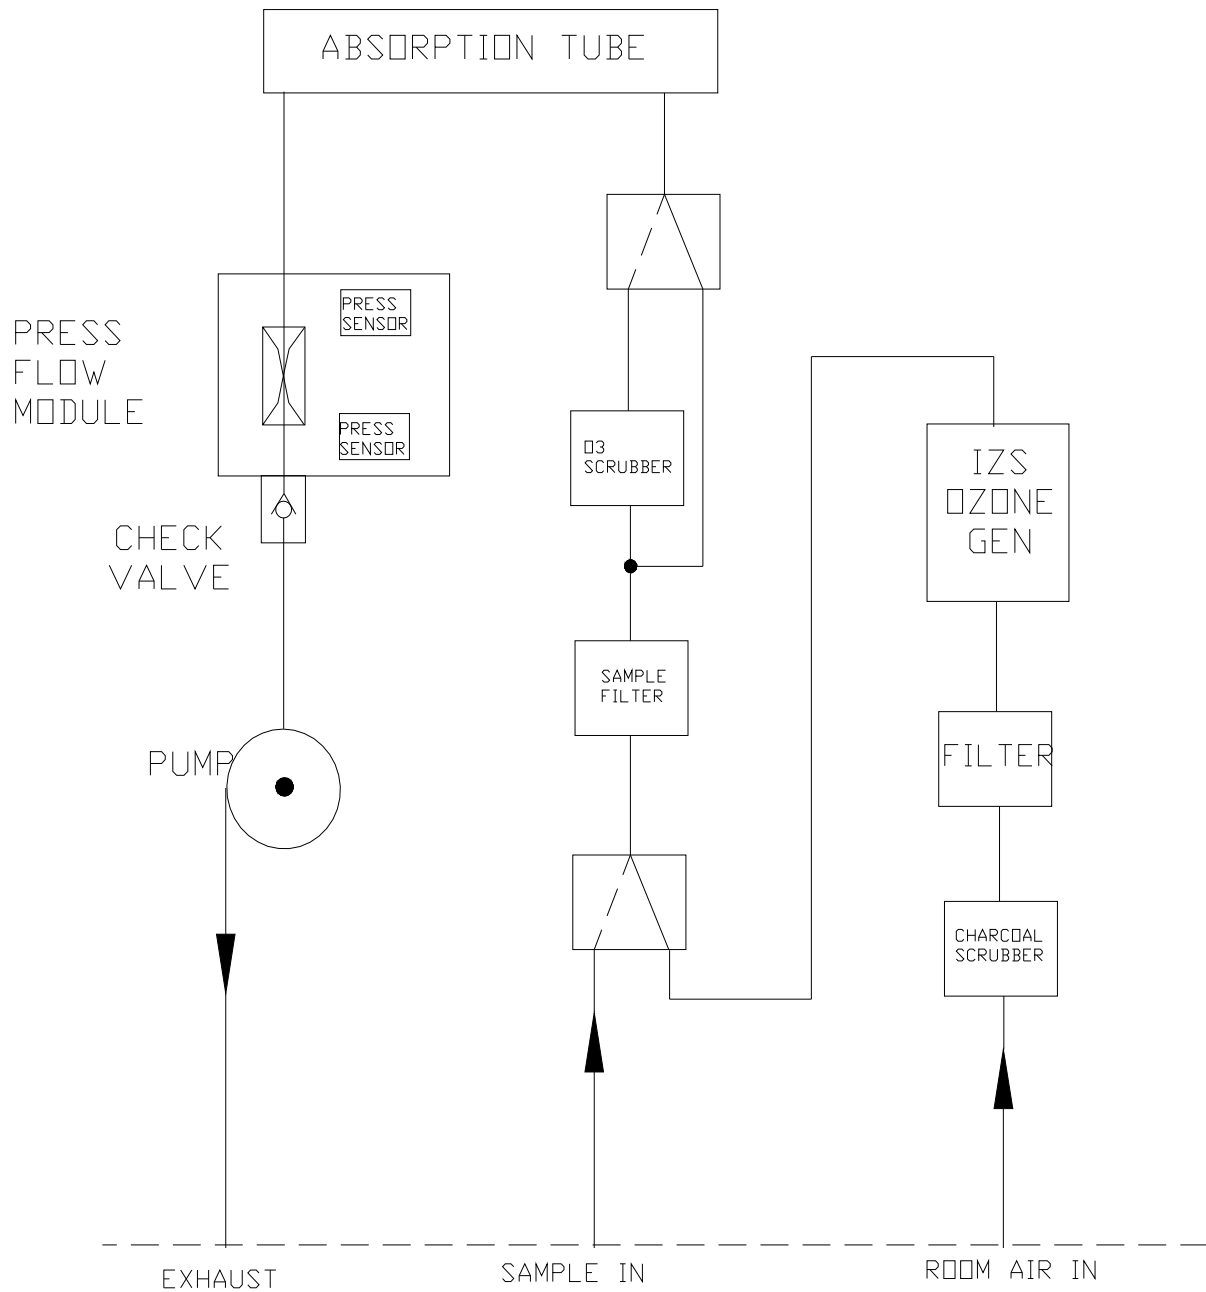 ABSORPTION TUBE
PRESS
SENSOR
PRESS
FLOW
MODULE
PRESS
SENSOR
O3
SCRUBBER
IZS
OZONE
GEN
CHECK
VALVE
SAMPLE
FILTER
PUMP
FILTER
CHARCOAL
SCRUBBER
EXHAUST
SAMPLE IN
ROOM AIR IN